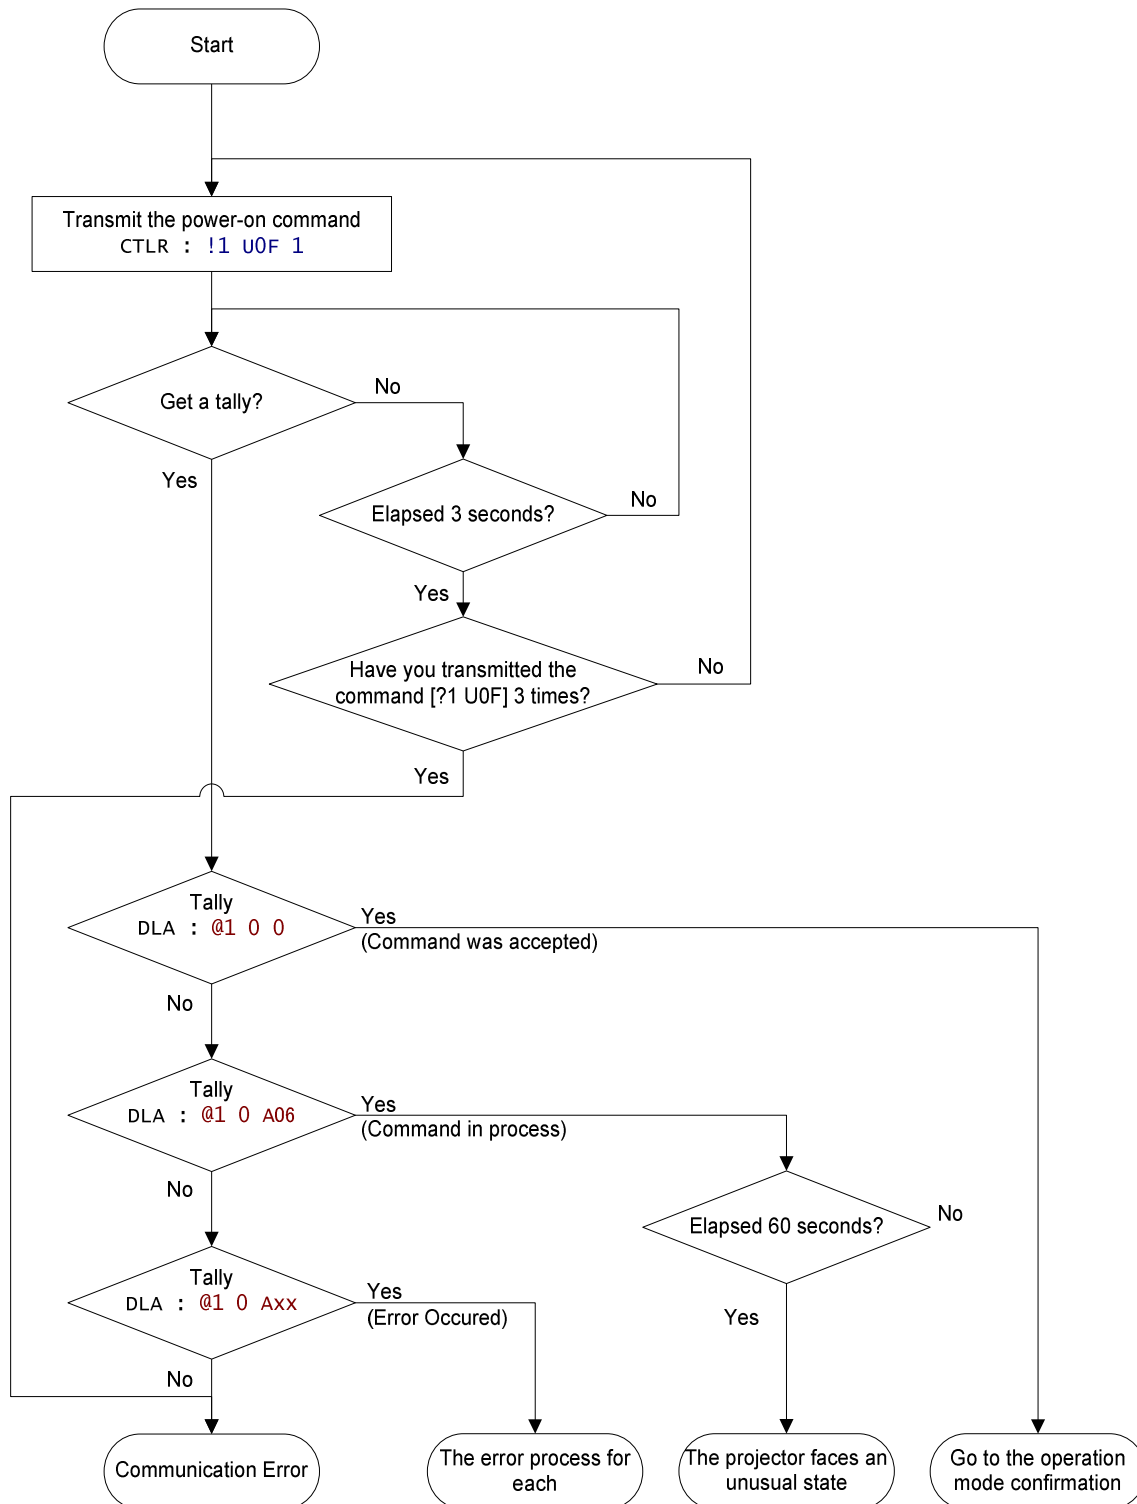 Start
Transmit the power-on command
CTLR : !1 U0F 1
Get a tally?
No
Yes
Elapsed 3 seconds?
No
Yes
Have you transmitted the
command [?1 U0F] 3 times?
No
Yes
Tally
DLA : @1 0 0
Yes
(Command was accepted)
No
Tally
DLA : @1 0 A06
Yes
(Command in process)
No
Elapsed 60 seconds?
No
Yes
Tally
DLA : @1 0 Axx
Yes
(Error Occured)
No
Communication Error
The error process for
each
The projector faces an
unusual state
Go to the operation
mode confirmation